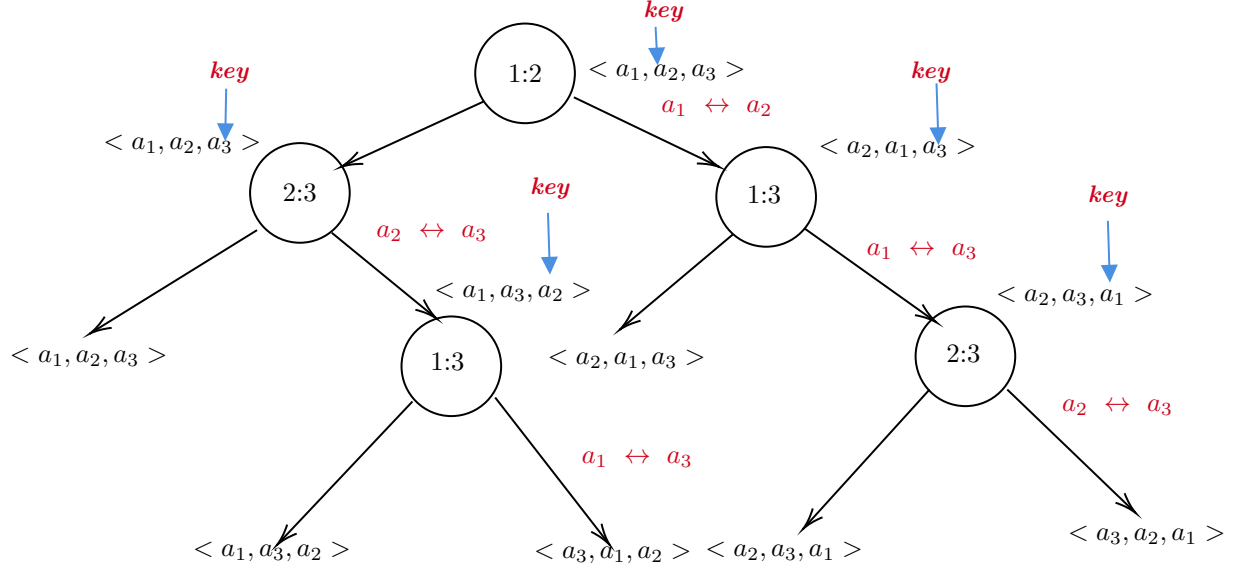 key
1:2
< a₁, a₂, a₃ >
key
key
a₁ ↔ a₂
< a₁, a₂, a₃ >
< a₂, a₁, a₃ >
2:3
key
1:3
key
a₂ ↔ a₃
a₁ ↔ a₃
< a₁, a₃, a₂ >
< a₂, a₃, a₁ >
< a₁, a₂, a₃ >
1:3
< a₂, a₁, a₃ >
2:3
a₂ ↔ a₃
a₁ ↔ a₃
< a₁, a₃, a₂ >
< a₃, a₁, a₂ >
< a₂, a₃, a₁ >
< a₃, a₂, a₁ >